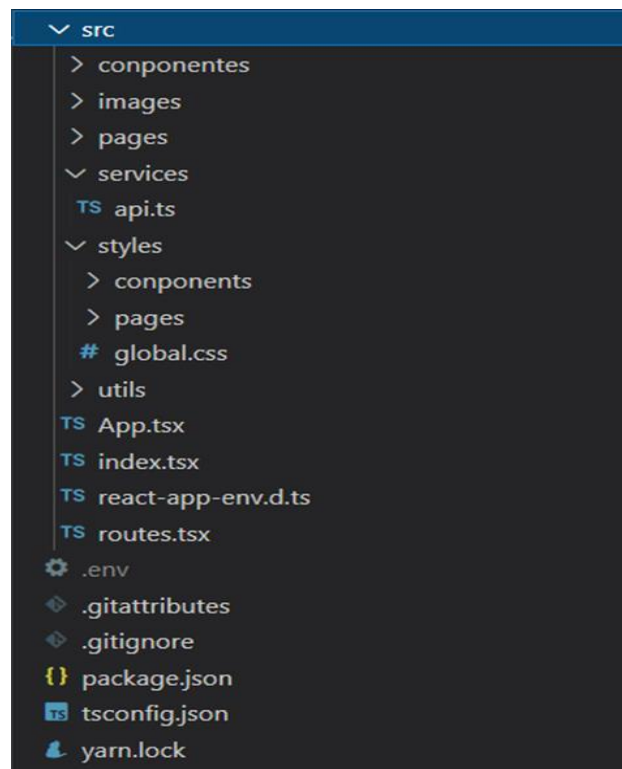 src
conponentes
images
pages
services
TS api.ts
styles
conponents
pages
# global.css
utils
TS App.tsx
TS index.tsx
TS react-app-env.d.ts
TS routes.tsx
.env
.gitattributes
.gitignore
{} package.json
TS tsconfig.json
yarn.lock